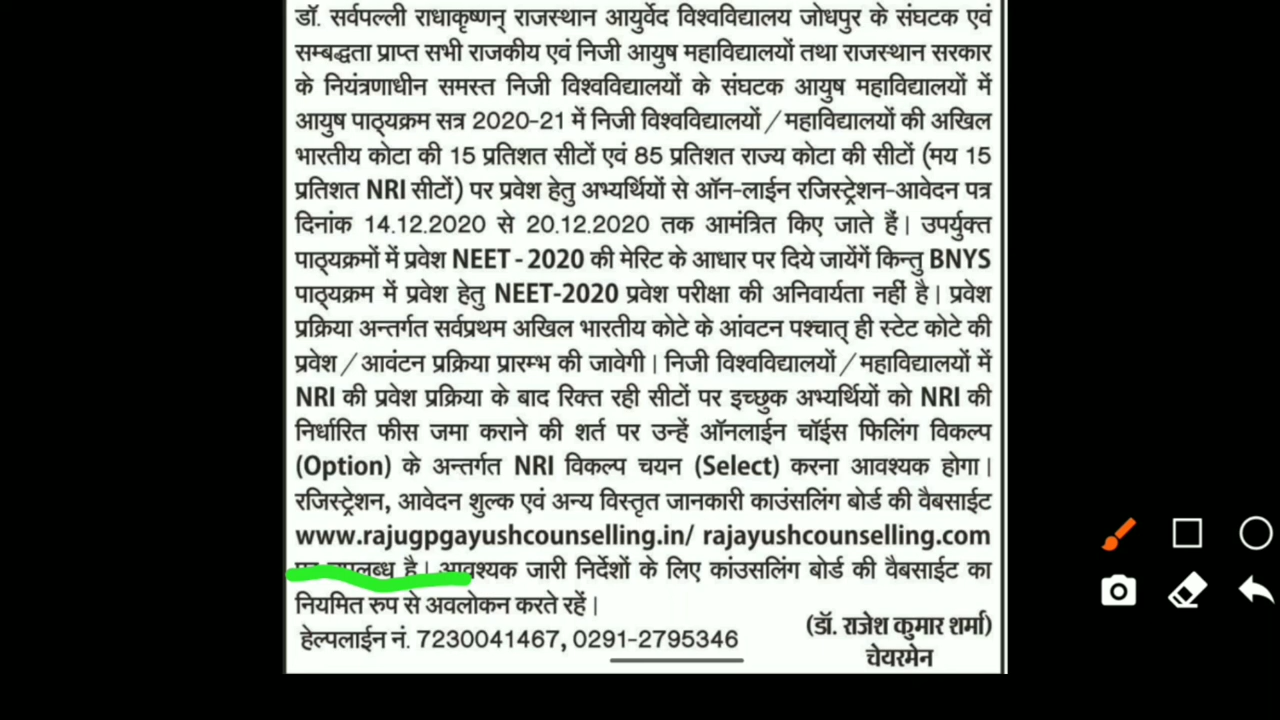 डॉ. सर्वपल्ली राधाकृष्णन् राजस्थान आयुर्वेद विश्वविद्यालय जोधपुर के संघटक एवं
सम्बद्धता प्राप्त सभी राजकीय एवं निजी आयुष महाविद्यालयों तथा राजस्थान सरकार
के नियंत्रणाधीन समस्त निजी विश्वविद्यालयों के संघटक आयुष महाविद्यालयों में
आयुष पाठ्यक्रम सत्र 2020-21 में निजी विश्वविद्यालयों/महाविद्यालयों की अखिल
भारतीय कोटा की 15 प्रतिशत सीटों एवं 85 प्रतिशत राज्य कोटा की सीटों (मय 15
प्रतिशत NRI सीटों) पर प्रवेश हेतु अभ्यर्थियों से ऑन-लाईन रजिस्ट्रेशन-आवेदन पत्र
दिनांक 14.12.2020 से 20.12.2020 तक आमंत्रित किए जाते हैं। उपर्युक्त
पाठ्यक्रमों में प्रवेश NEET - 2020 की मेरिट के आधार पर दिये जायेंगें किन्तु BNYS
पाठ्यक्रम में प्रवेश हेतु NEET-2020 प्रवेश परीक्षा की अनिवार्यता नहीं है। प्रवेश
प्रक्रिया अन्तर्गत सर्वप्रथम अखिल भारतीय कोटे के आंवटन पश्चात् ही स्टेट कोटे की
प्रवेश/आवंटन प्रक्रिया प्रारम्भ की जावेगी। निजी विश्वविद्यालयों/महाविद्यालयों में
NRI की प्रवेश प्रक्रिया के बाद रिक्त रही सीटों पर इच्छुक अभ्यर्थियों को NRI की
निर्धारित फीस जमा कराने की शर्त पर उन्हें ऑनलाईन चॉईस फिलिंग विकल्प
(Option) के अन्तर्गत NRI विकल्प चयन (Select) करना आवश्यक होगा।
रजिस्ट्रेशन, आवेदन शुल्क एवं अन्य विस्तृत जानकारी काउंसलिंग बोर्ड की वैबसाईट
www.rajugpgayushcounselling.in/ rajayushcounselling.com
पर उपलब्ध है। आवश्यक जारी निर्देशों के लिए कांउसलिंग बोर्ड की वैबसाईट का
नियमित रुप से अवलोकन करते रहें।
हेल्पलाईन नं. 7230041467, 0291-2795346
(डॉ. राजेश कुमार शर्मा)
चेयरमेन